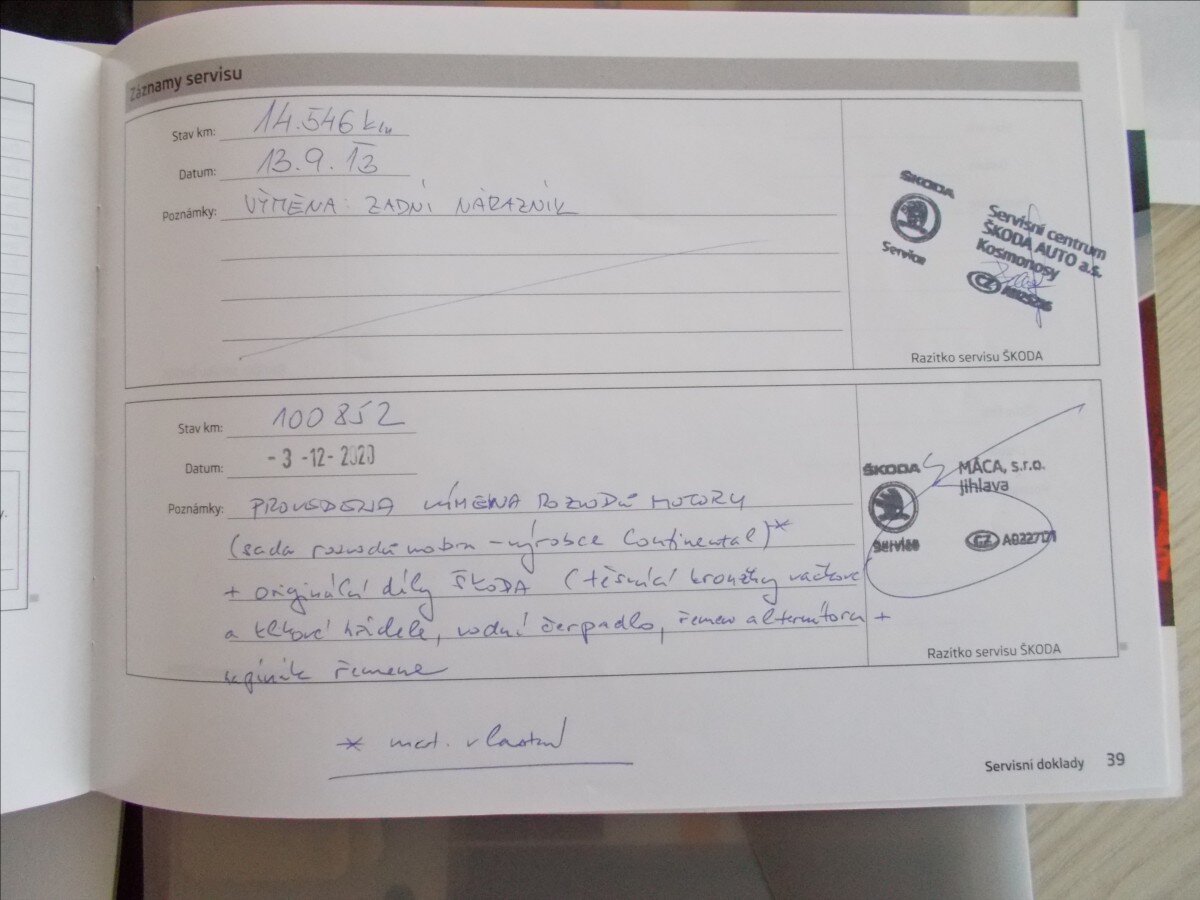 Záznamy servisu
Stav km: 14.546 km
Datum: 13.9.13
Poznámky: VÝMĚNA: ZADNÍ NÁRAZNÍK
ŠKODA
Service
Servisní centrum
ŠKODA AUTO a.s.
Kosmonosy
CZ
Razítko servisu ŠKODA
Stav km: 100852
Datum: -3 -12- 2020
Poznámky: PROVEDENA VÝMĚNA ROZVODŮ MOTORU
(sada rozvodů motoru - výrobce Continental)*
+ originální díly ŠKODA (těsnící kroužky vačkové
a klikové hřídele, vodní čerpadlo, řemen alternátoru +
napínák řemene
* mat. vlastní
ŠKODA
Service
MÁCA, s.r.o.
Jihlava
CZ
Razítko servisu ŠKODA
Servisní doklady 39